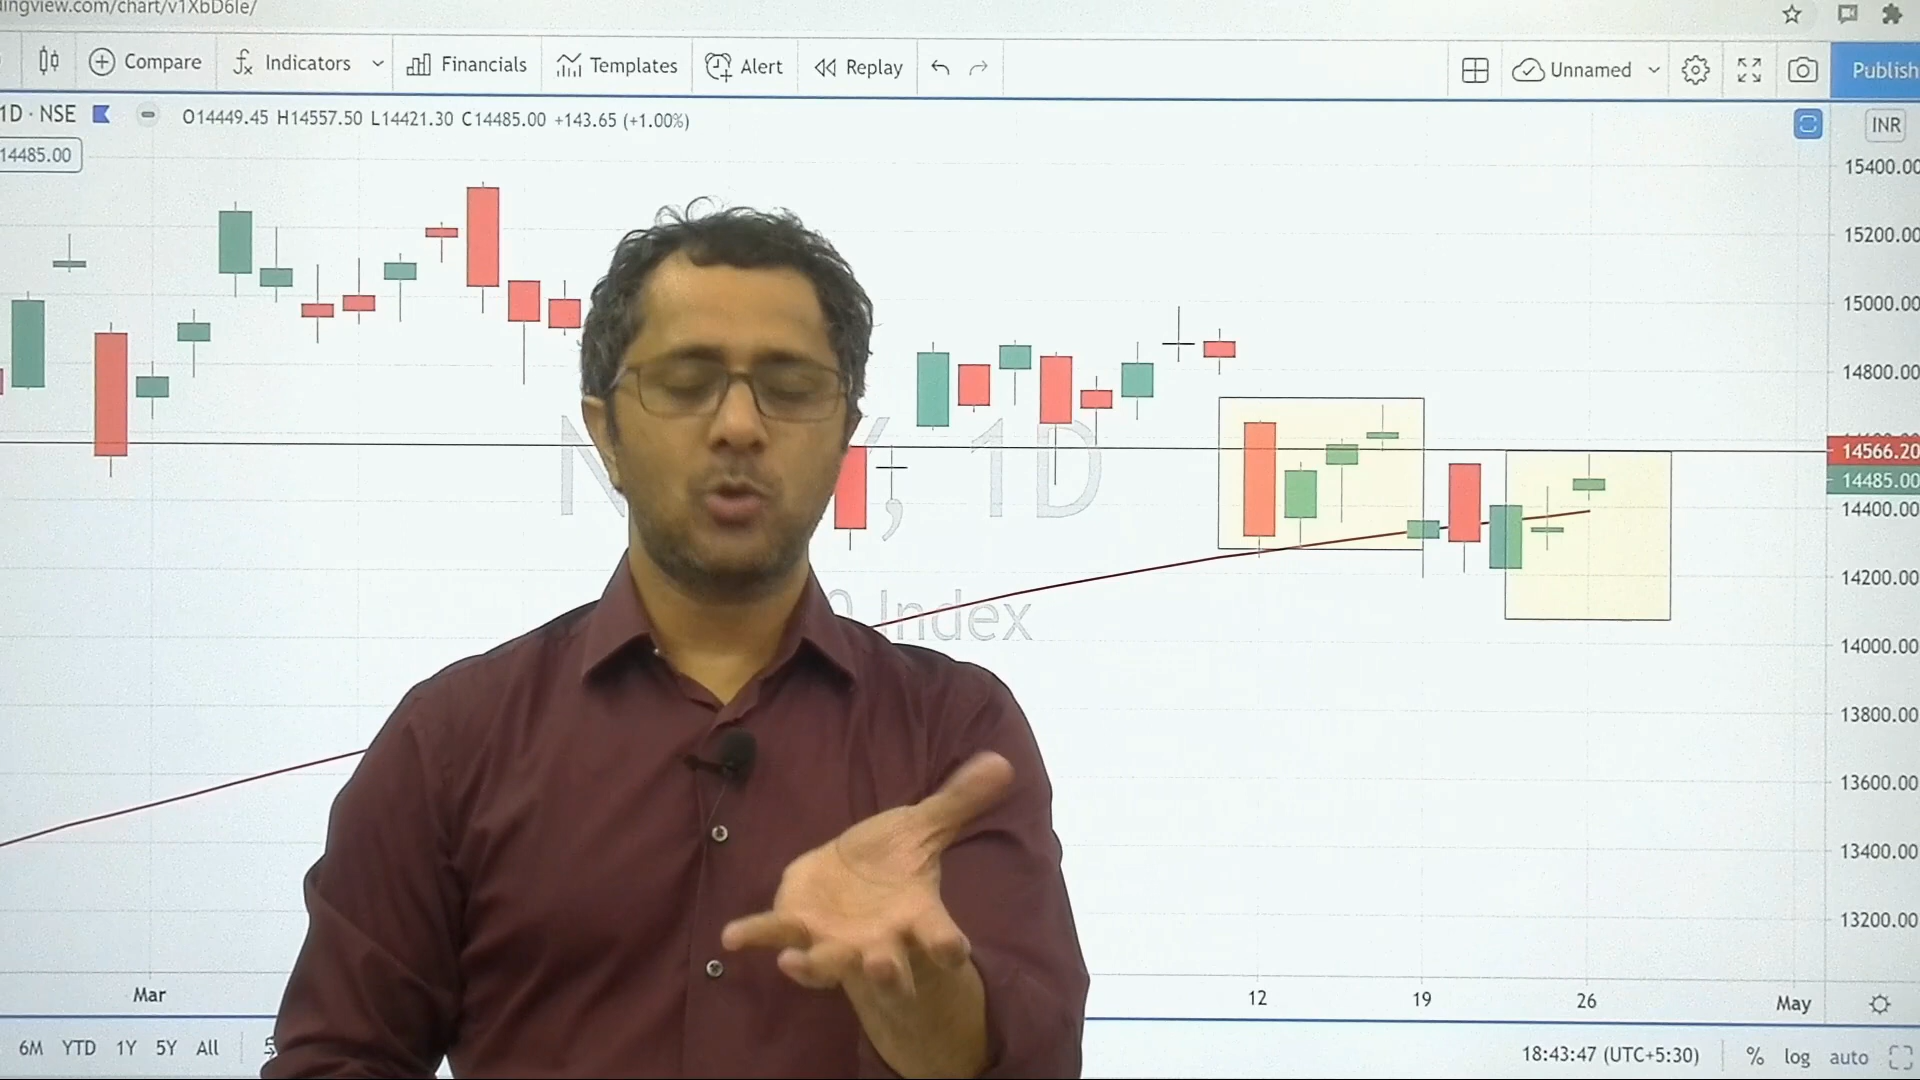 ingview.com/chart/v1XbD6Ie/
Compare
Indicators
Financials
Templates
Alert
Replay
Unnamed
Publish
1D · NSE
O14449.45 H14557.50 L14421.30 C14485.00 +143.65 (+1.00%)
14485.00
INR
15400.00
15200.00
15000.00
14800.00
14566.20
14485.00
14400.00
14200.00
14000.00
13800.00
13600.00
13400.00
13200.00
, 1D
Index
Mar
12
19
26
May
6M YTD 1Y 5Y All
18:43:47 (UTC+5:30)
% log auto